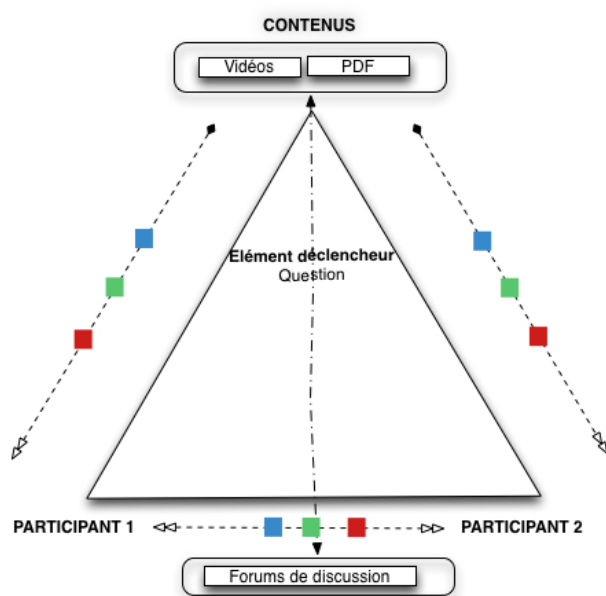 CONTENUS
Vidéos
PDF
Elément déclencheur
Question
PARTICIPANT 1
PARTICIPANT 2
Forums de discussion